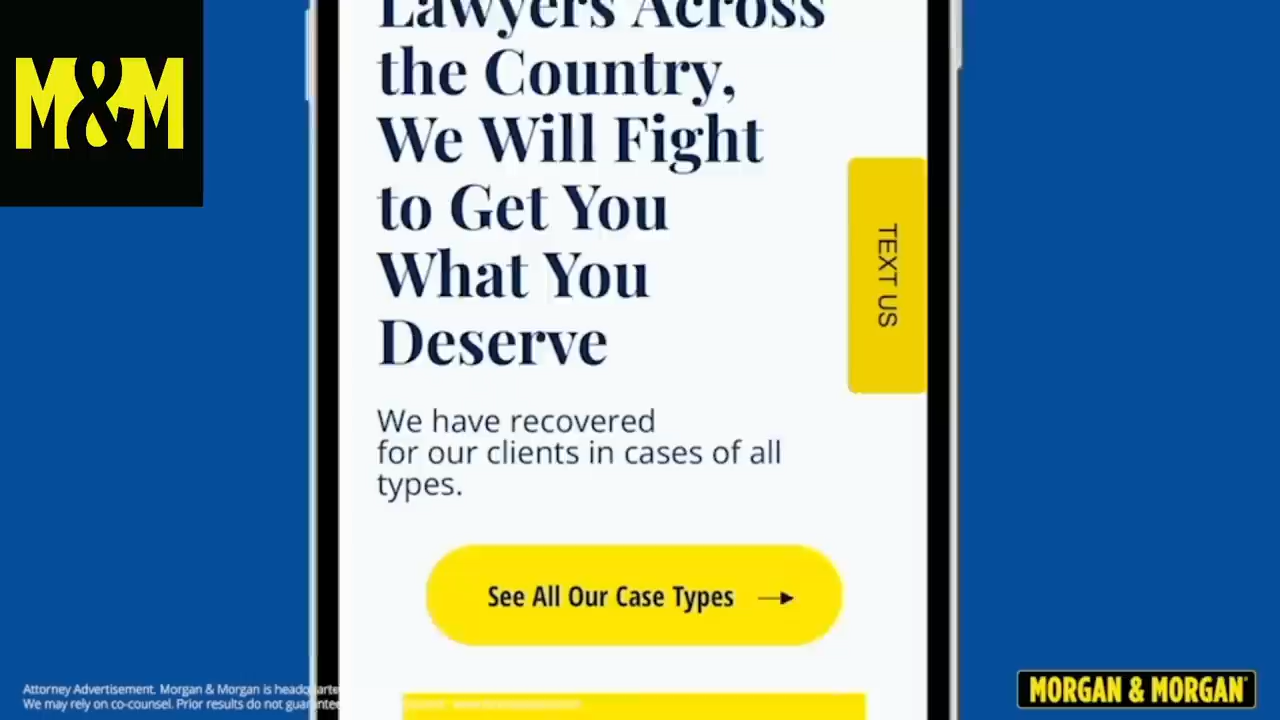 M&M
Lawyers Across
the Country,
We Will Fight
to Get You
What You
Deserve
TEXT US
We have recovered
for our clients in cases of all
types.
See All Our Case Types
Attorney Advertisement. Morgan & Morgan is
We may rely on co-counsel. Prior results do not
MORGAN & MORGAN